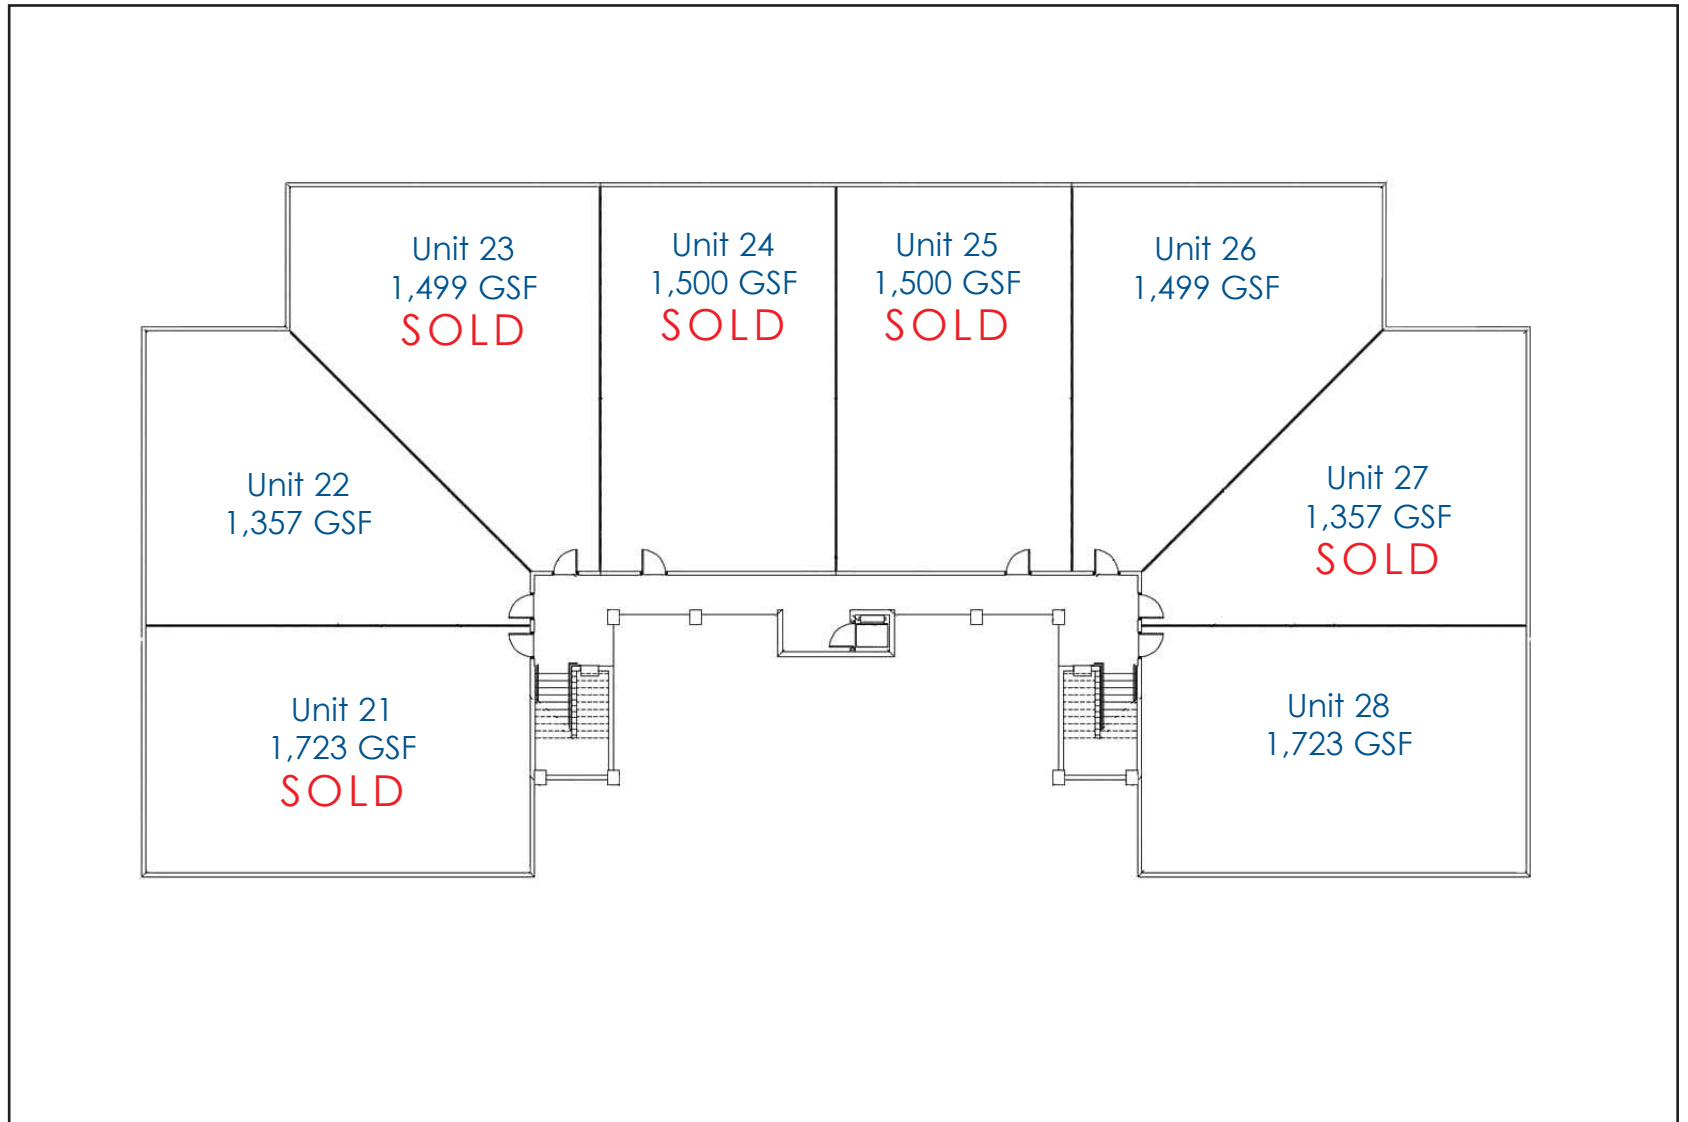 Unit 23
1,499 GSF
SOLD
Unit 24
1,500 GSF
SOLD
Unit 25
1,500 GSF
SOLD
Unit 26
1,499 GSF
Unit 22
1,357 GSF
Unit 27
1,357 GSF
SOLD
Unit 21
1,723 GSF
SOLD
Unit 28
1,723 GSF